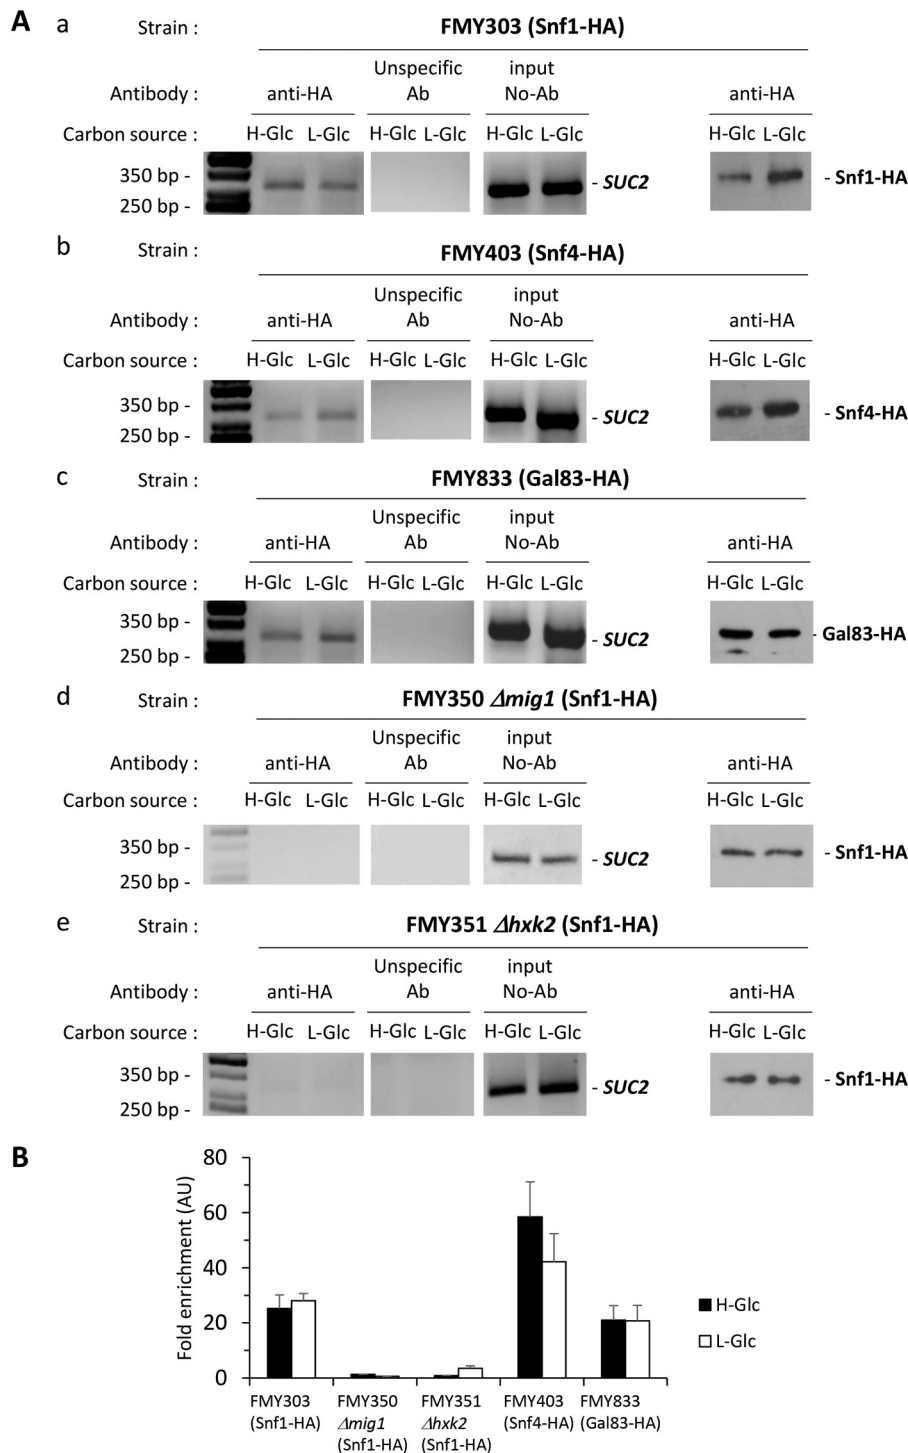 A a Strain : FMY303 (Snf1-HA)
Unspecific input
Antibody : anti-HA Ab No-Ab anti-HA
Carbon source : H-Glc L-Glc H-Glc L-Glc H-Glc L-Glc H-Glc L-Glc
350 bp - - SUC2 - Snf1-HA
250 bp -
b Strain : FMY403 (Snf4-HA)
Unspecific input
Antibody : anti-HA Ab No-Ab anti-HA
Carbon source : H-Glc L-Glc H-Glc L-Glc H-Glc L-Glc H-Glc L-Glc
350 bp - - SUC2 - Snf4-HA
250 bp -
c Strain : FMY833 (Gal83-HA)
Unspecific input
Antibody : anti-HA Ab No-Ab anti-HA
Carbon source : H-Glc L-Glc H-Glc L-Glc H-Glc L-Glc H-Glc L-Glc
350 bp - - SUC2 - Gal83-HA
250 bp -
d Strain : FMY350 Δmig1 (Snf1-HA)
Unspecific input
Antibody : anti-HA Ab No-Ab anti-HA
Carbon source : H-Glc L-Glc H-Glc L-Glc H-Glc L-Glc H-Glc L-Glc
350 bp - - SUC2 - Snf1-HA
250 bp -
e Strain : FMY351 Δhxk2 (Snf1-HA)
Unspecific input
Antibody : anti-HA Ab No-Ab anti-HA
Carbon source : H-Glc L-Glc H-Glc L-Glc H-Glc L-Glc H-Glc L-Glc
350 bp - - SUC2 - Snf1-HA
250 bp -
B
Fold enrichment (AU)
80
60
40
20
0
H-Glc
L-Glc
FMY303 FMY350 FMY351 FMY403 FMY833
(Snf1-HA) Δmig1 Δhxk2 (Snf4-HA) (Gal83-HA)
(Snf1-HA) (Snf1-HA)